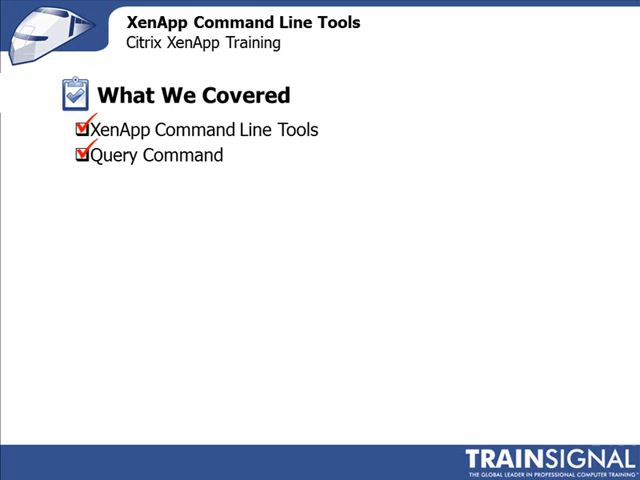 XenApp Command Line Tools
Citrix XenApp Training
What We Covered
XenApp Command Line Tools
Query Command
TRAINSIGNAL
THE GLOBAL LEADER IN PROFESSIONAL COMPUTER TRAINING